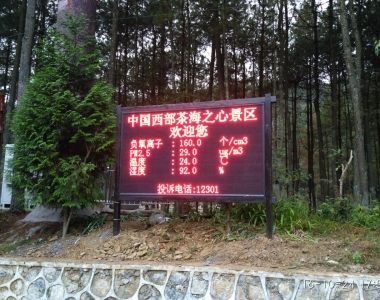 中国西部茶海之心景区
欢迎您
负氧离子 : 160.0 个/cm3
PM2.5 : 29.0 ug/m3
温度 : 24.0 ℃
湿度 : 92.0 %
投诉电话:12301